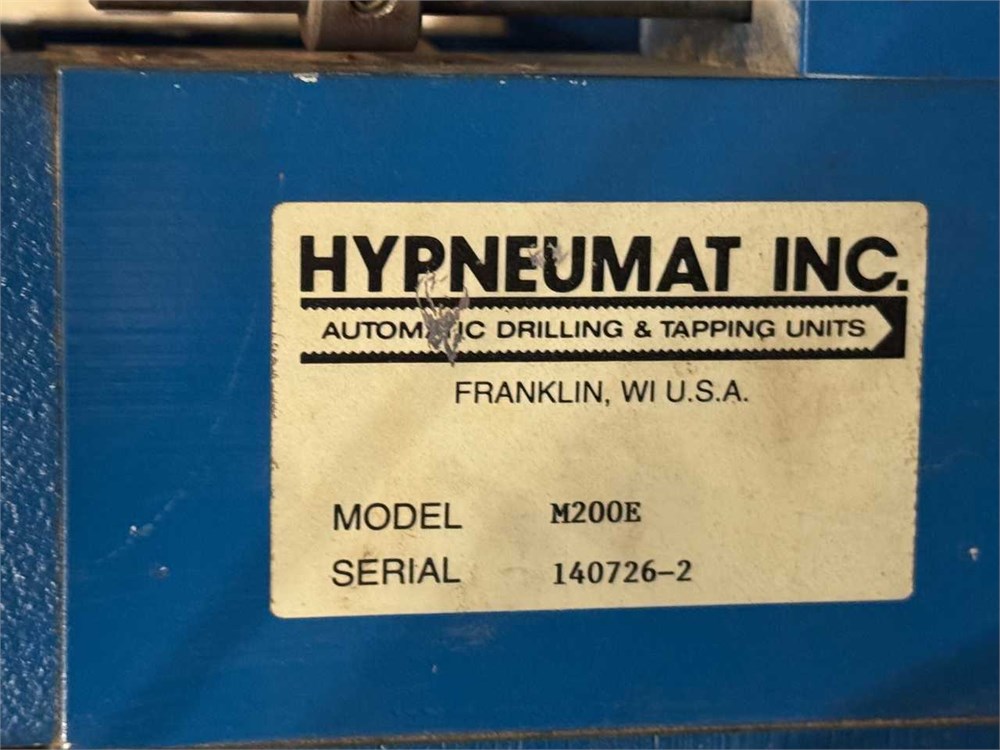 HYPNEUMAT INC.
AUTOMATIC DRILLING & TAPPING UNITS
FRANKLIN, WI U.S.A.
MODEL M200E
SERIAL 140726-2